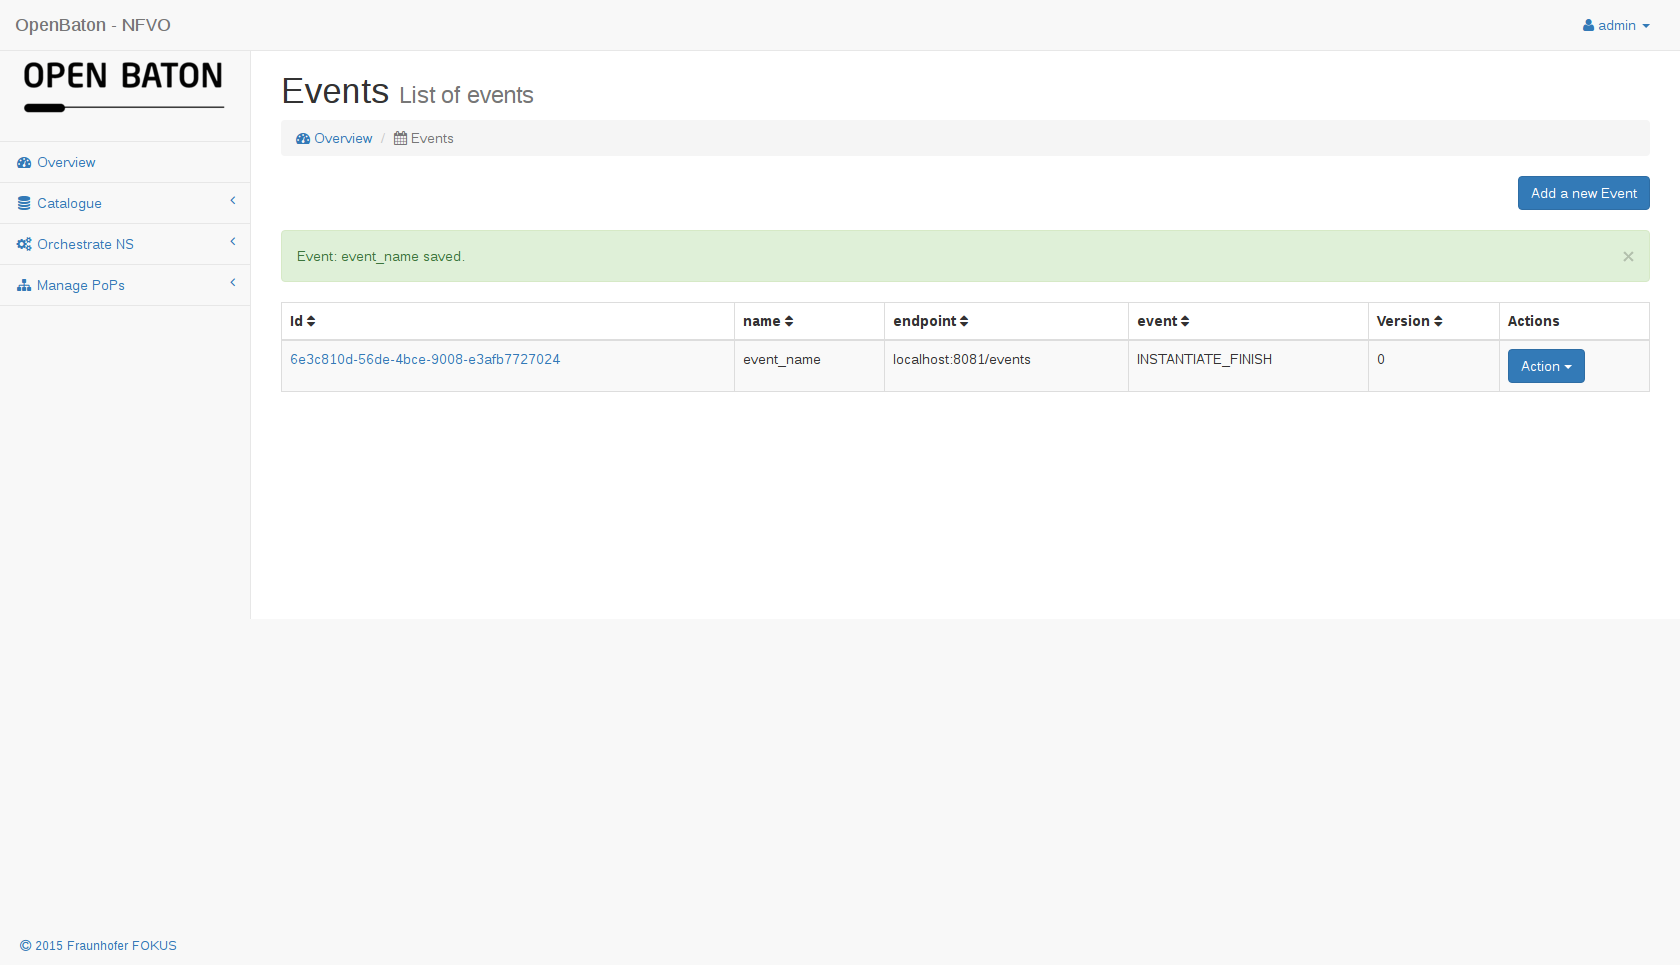 OpenBaton - NFVO
admin
OPEN BATON
Overview
Catalogue
Orchestrate NS
Manage PoPs
Events List of events
Overview / Events
Add a new Event
Event: event_name saved. ×
Id name endpoint event Version Actions
6e3c810d-56de-4bce-9008-e3afb7727024 event_name localhost:8081/events INSTANTIATE_FINISH 0 Action
© 2015 Fraunhofer FOKUS